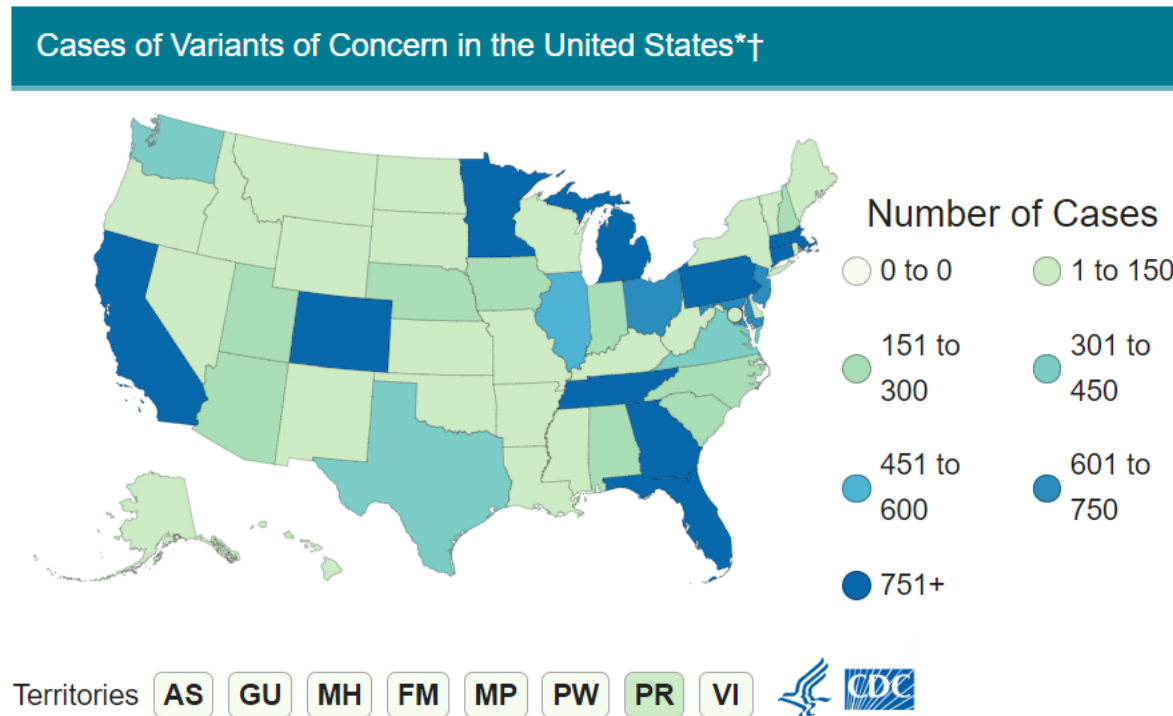 Cases of Variants of Concern in the United States*†
Number of Cases
0 to 0
1 to 150
151 to
300
301 to
450
451 to
600
601 to
750
751+
Territories AS GU MH FM MP PW PR VI CDC